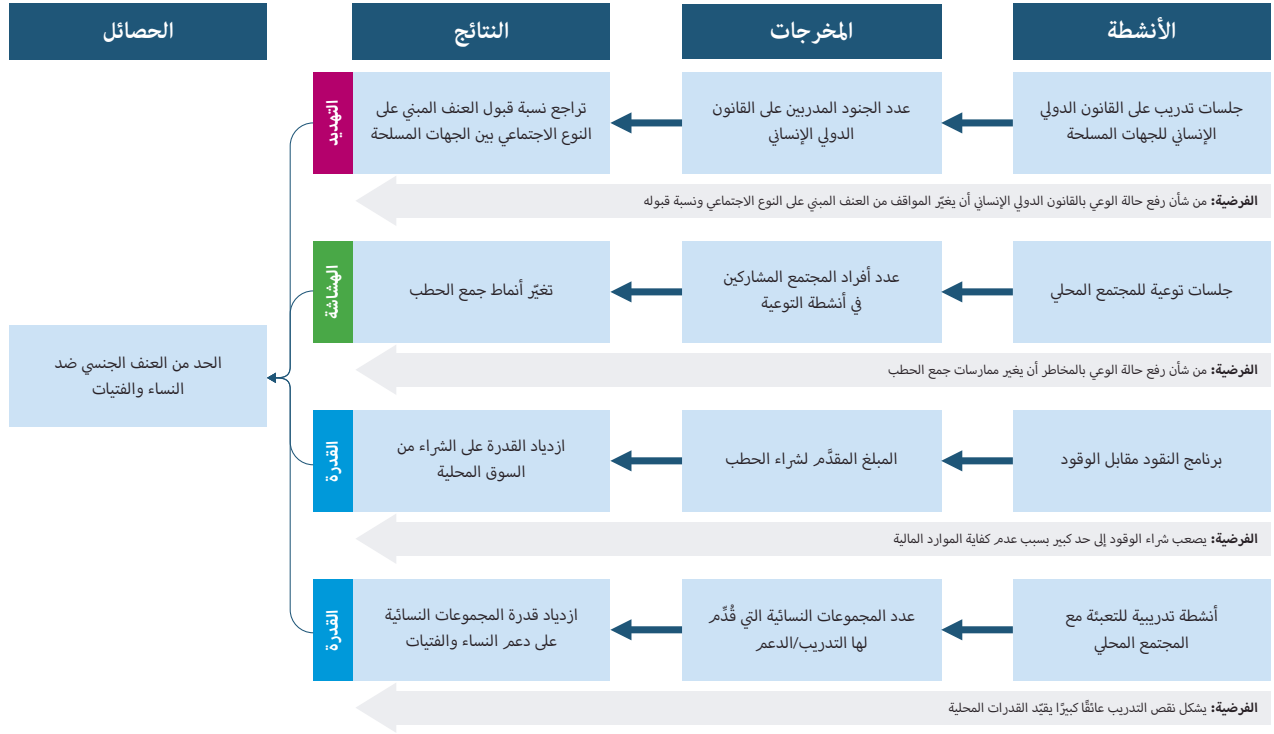 الأنشطة
المخرجات
النتائج
الحصائل
جلسات تدريب على القانون الدولي
الإنساني للجهات المسلحة
عدد الجنود المدربين على القانون
الدولي الإنساني
تراجع نسبة قبول العنف المبني على
النوع الاجتماعي بين الجهات المسلحة
التهديد
الفرضية: من شأن رفع حالة الوعي بالقانون الدولي الإنساني أن يغيّر المواقف من العنف المبني على النوع الاجتماعي ونسبة قبوله
جلسات توعية للمجتمع المحلي
عدد أفراد المجتمع المشاركين
في أنشطة التوعية
تغيّر أنماط جمع الحطب
الهشاشة
الفرضية: من شأن رفع حالة الوعي بالمخاطر أن يغير ممارسات جمع الحطب
الحد من العنف الجنسي ضد
النساء والفتيات
برنامج النقود مقابل الوقود
المبلغ المقدَّم لشراء الحطب
ازدياد القدرة على الشراء من
السوق المحلية
القدرة
الفرضية: يصعب شراء الوقود إلى حد كبير بسبب عدم كفاية الموارد المالية
أنشطة تدريبية للتعبئة مع
المجتمع المحلي
عدد المجموعات النسائية التي قُدِّم
لها التدريب/الدعم
ازدياد قدرة المجموعات النسائية
على دعم النساء والفتيات
القدرة
الفرضية: يشكل نقص التدريب عائقًا كبيرًا يقيّد القدرات المحلية